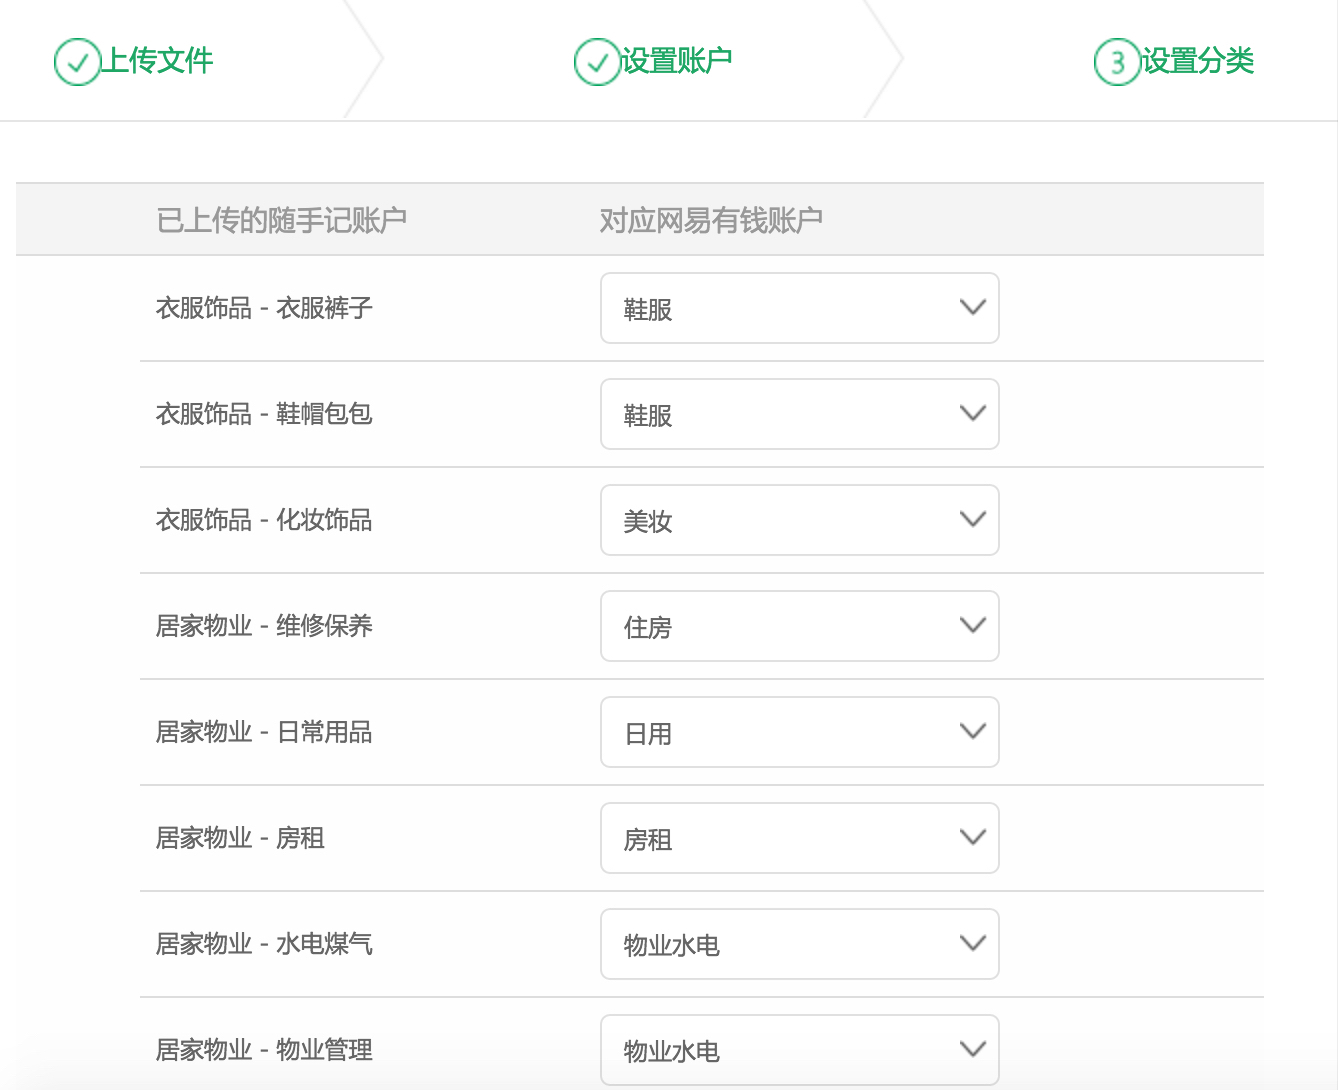 上传文件 设置账户 3 设置分类
已上传的随手记账户 对应网易有钱账户
衣服饰品 - 衣服裤子 鞋服
衣服饰品 - 鞋帽包包 鞋服
衣服饰品 - 化妆饰品 美妆
居家物业 - 维修保养 住房
居家物业 - 日常用品 日用
居家物业 - 房租 房租
居家物业 - 水电煤气 物业水电
居家物业 - 物业管理 物业水电